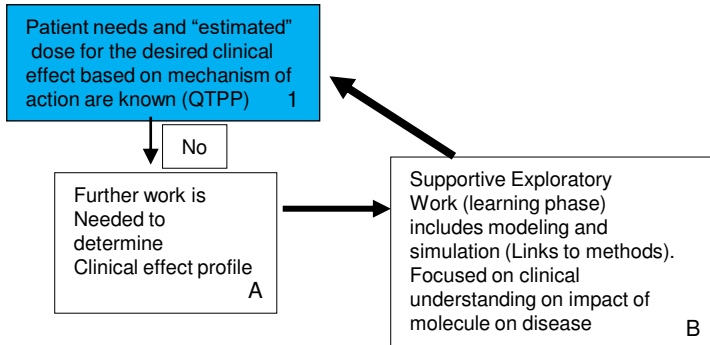 Patient needs and “estimated”
dose for the desired clinical
effect based on mechanism of
action are known (QTPP) 1
No
Further work is
Needed to
determine
Clinical effect profile
A
Supportive Exploratory
Work (learning phase)
includes modeling and
simulation (Links to methods).
Focused on clinical
understanding on impact of
molecule on disease
B